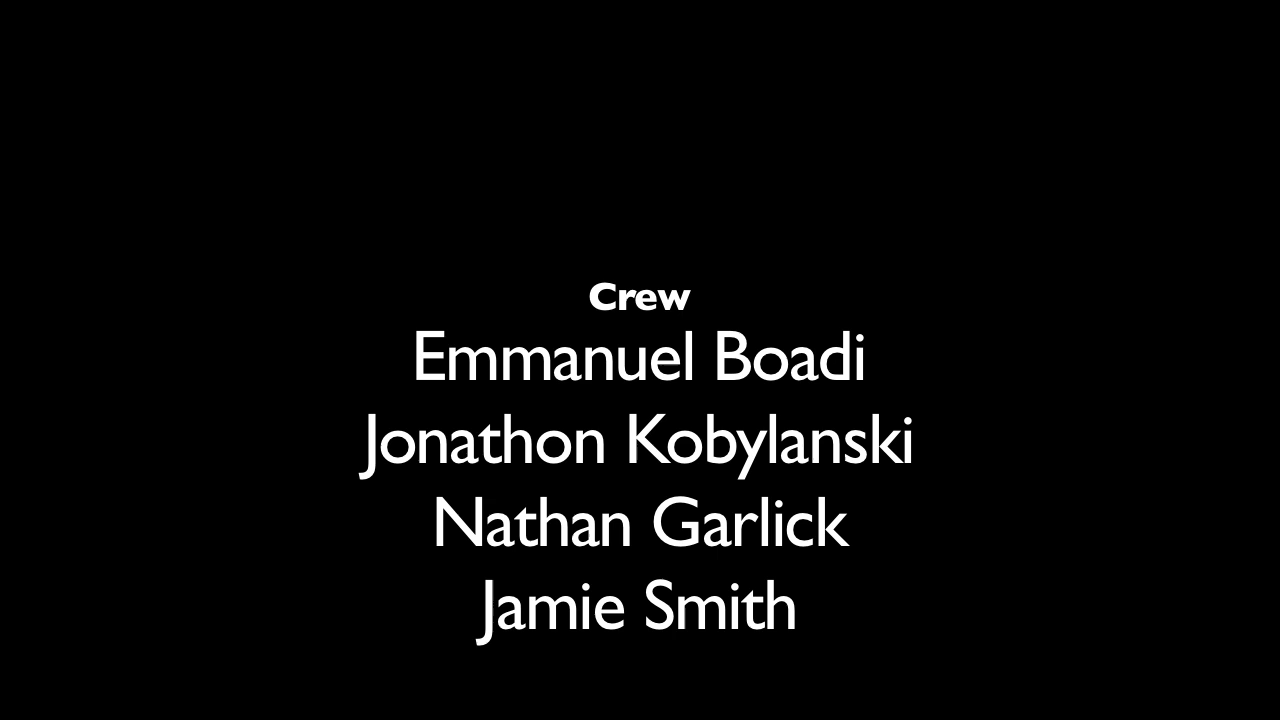 Crew
Emmanuel Boadi
Jonathon Kobylanski
Nathan Garlick
Jamie Smith